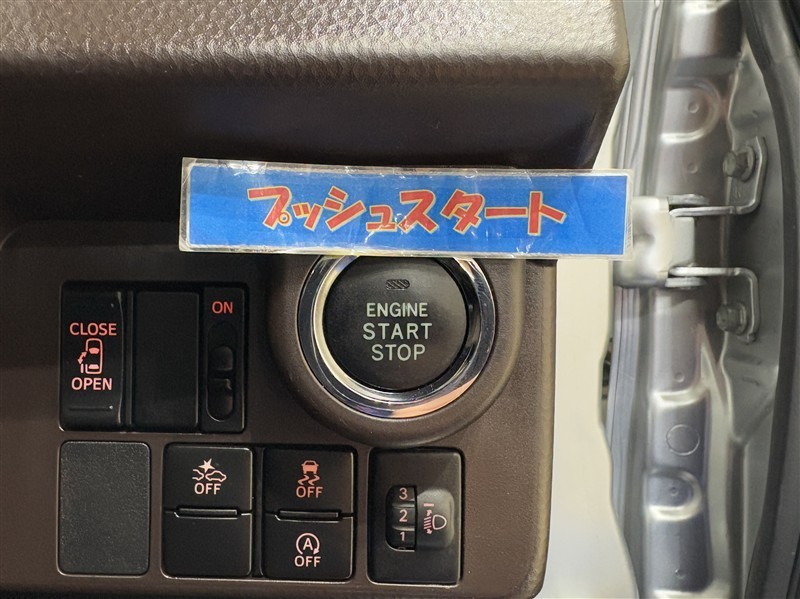 プッシュスタート
ENGINE
START
STOP
CLOSE
OPEN
ON
OFF
OFF
A
OFF
3
2
1